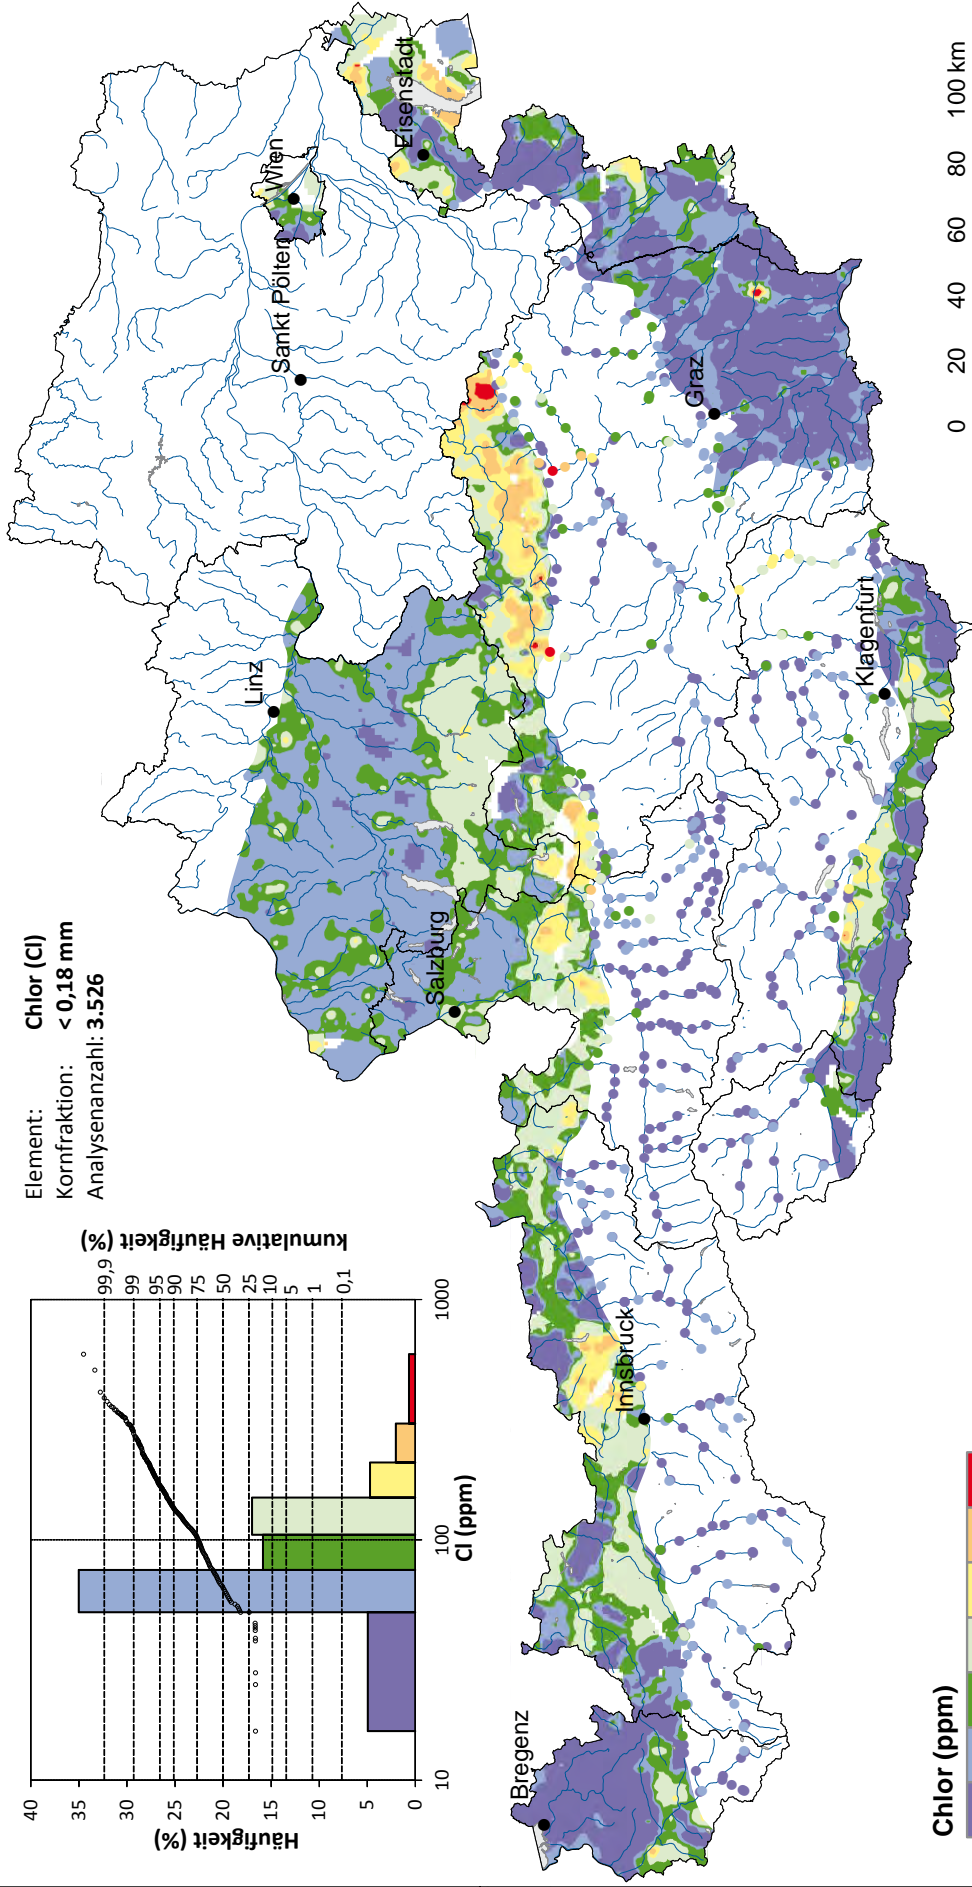 Element: Chlor (Cl)
Kornfraktion: < 0,18 mm
Analysenanzahl: 3.526
Häufigkeit (%)
40
35
30
25
20
15
10
5
0
kumulative Häufigkeit (%)
99,9
99
95
90
75
50
25
10
5
1
0,1
10
100
1000
Cl (ppm)
Bregenz
Innsbruck
Salzburg
Linz
Sankt Pölten
Wien
Eisenstadt
Graz
Klagenfurt
Chlor (ppm)
0 20 40 60 80 100 km